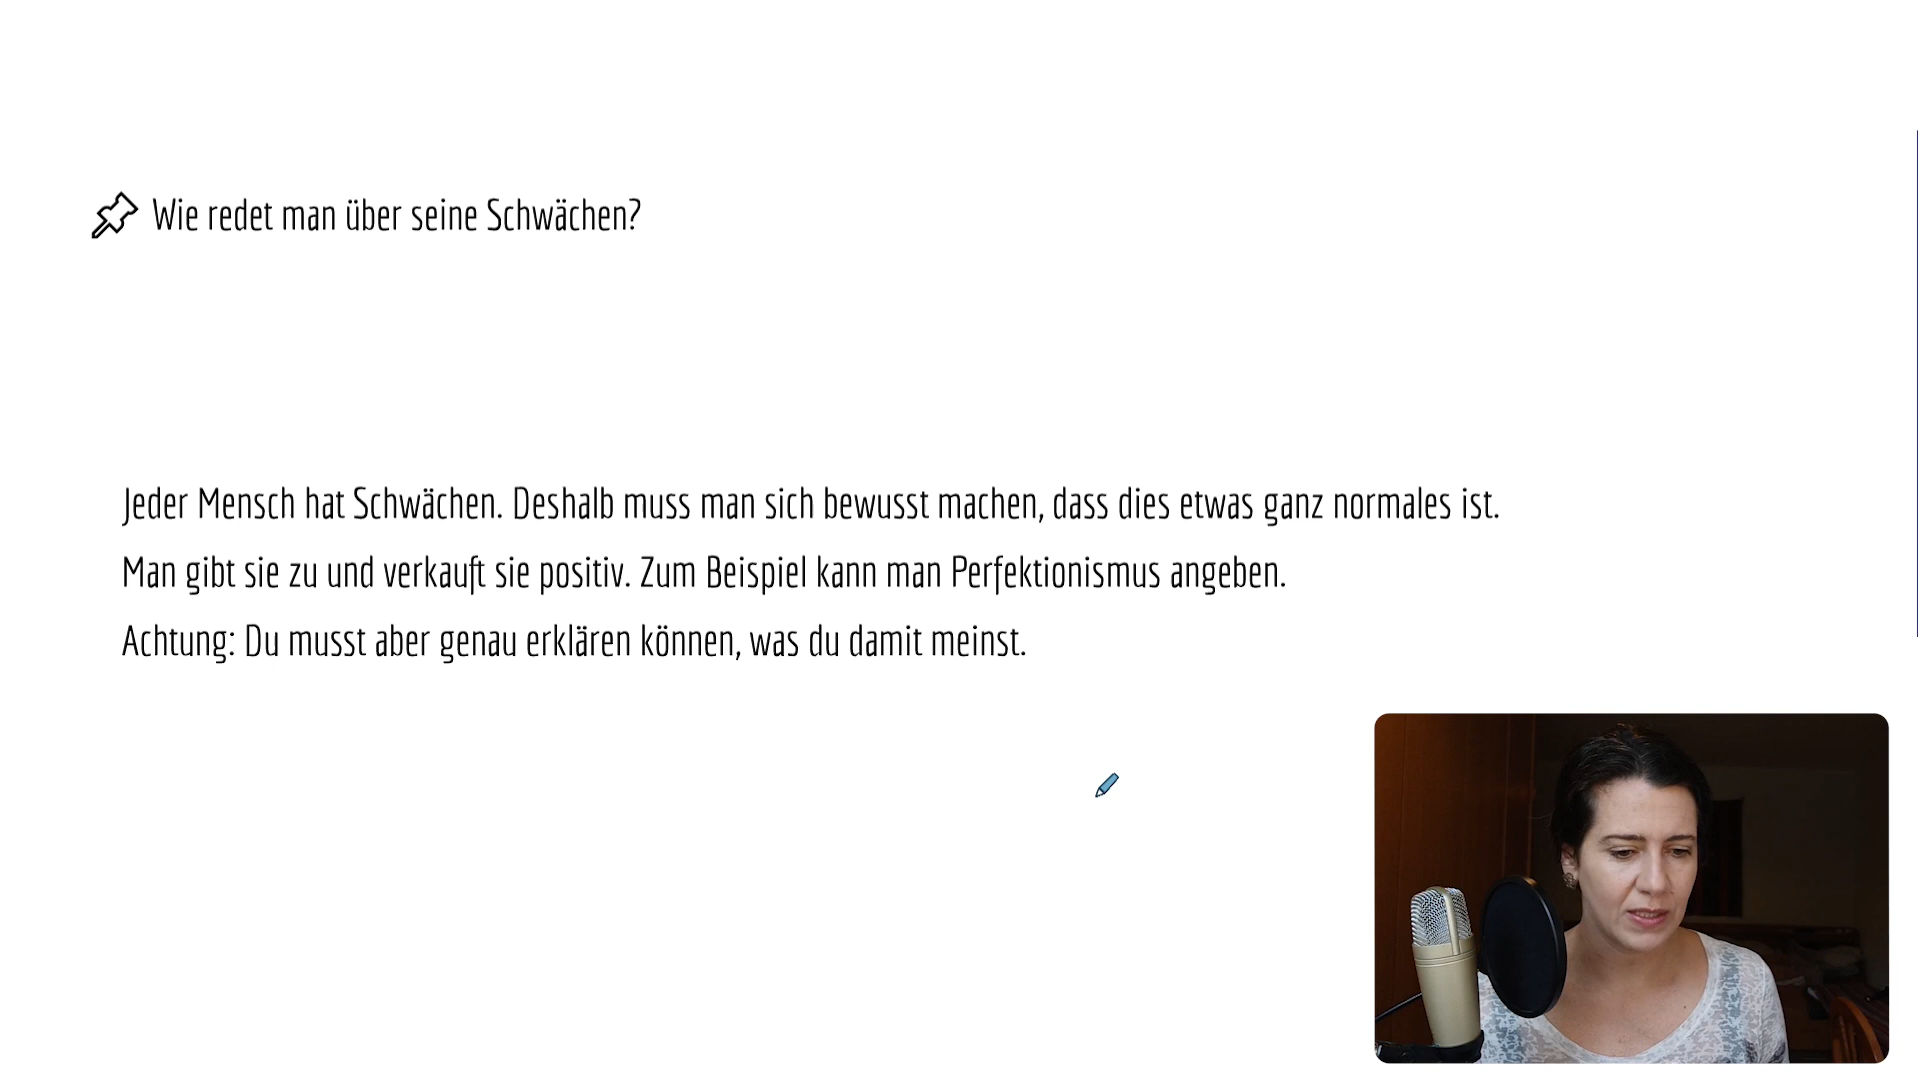 Wie redet man über seine Schwächen?
Jeder Mensch hat Schwächen. Deshalb muss man sich bewusst machen, dass dies etwas ganz normales ist.
Man gibt sie zu und verkauft sie positiv. Zum Beispiel kann man Perfektionismus angeben.
Achtung: Du musst aber genau erklären können, was du damit meinst.